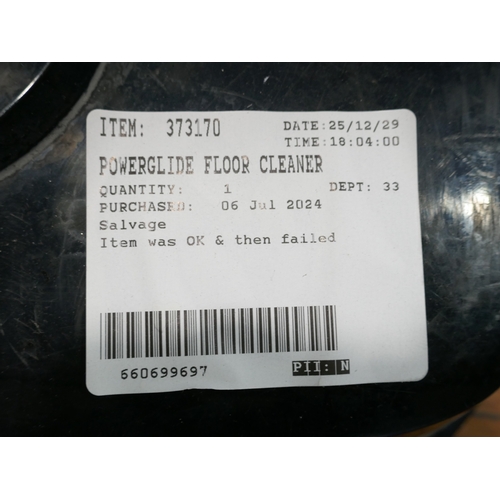 ITEM: 373170 DATE:25/12/29
TIME:18:04:00
POWERGLIDE FLOOR CLEANER
QUANTITY: 1 DEPT: 33
PURCHASED: 06 Jul 2024
Salvage
Item was OK & then failed
660699697 PII: N